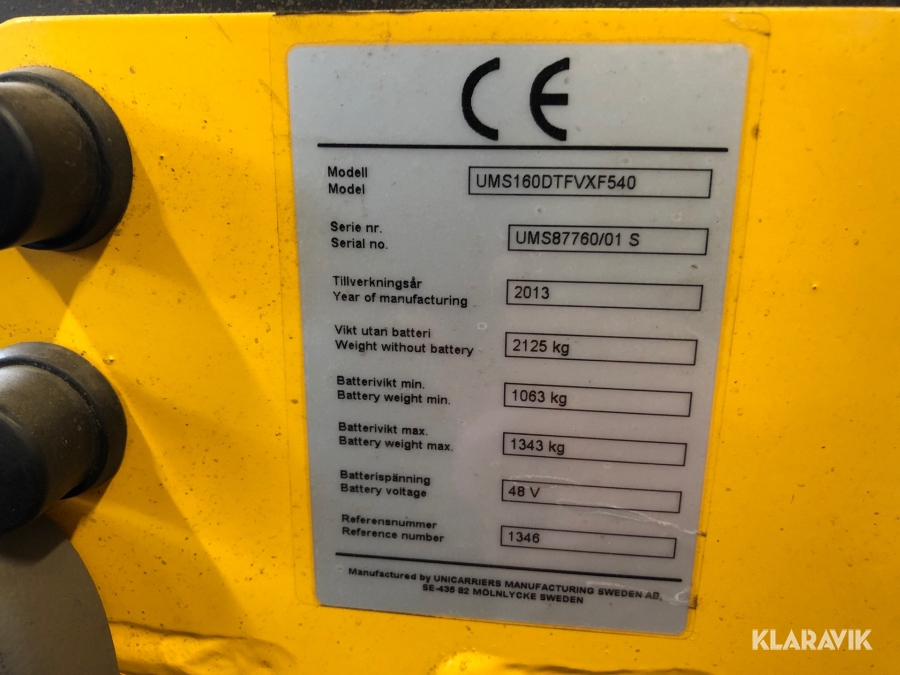 CE
Modell
Model
UMS160DTFVXF540
Serie nr.
Serial no.
UMS87760/01 S
Tillverkningsår
Year of manufacturing
2013
Vikt utan batteri
Weight without battery
2125 kg
Batterivikt min.
Battery weight min.
1063 kg
Batterivikt max.
Battery weight max.
1343 kg
Batterispänning
Battery voltage
48 V
Referensnummer
Reference number
1346
Manufactured by UNICARRIERS MANUFACTURING SWEDEN AB,
SE-435 82 MÖLNLYCKE SWEDEN
KLARAVIK